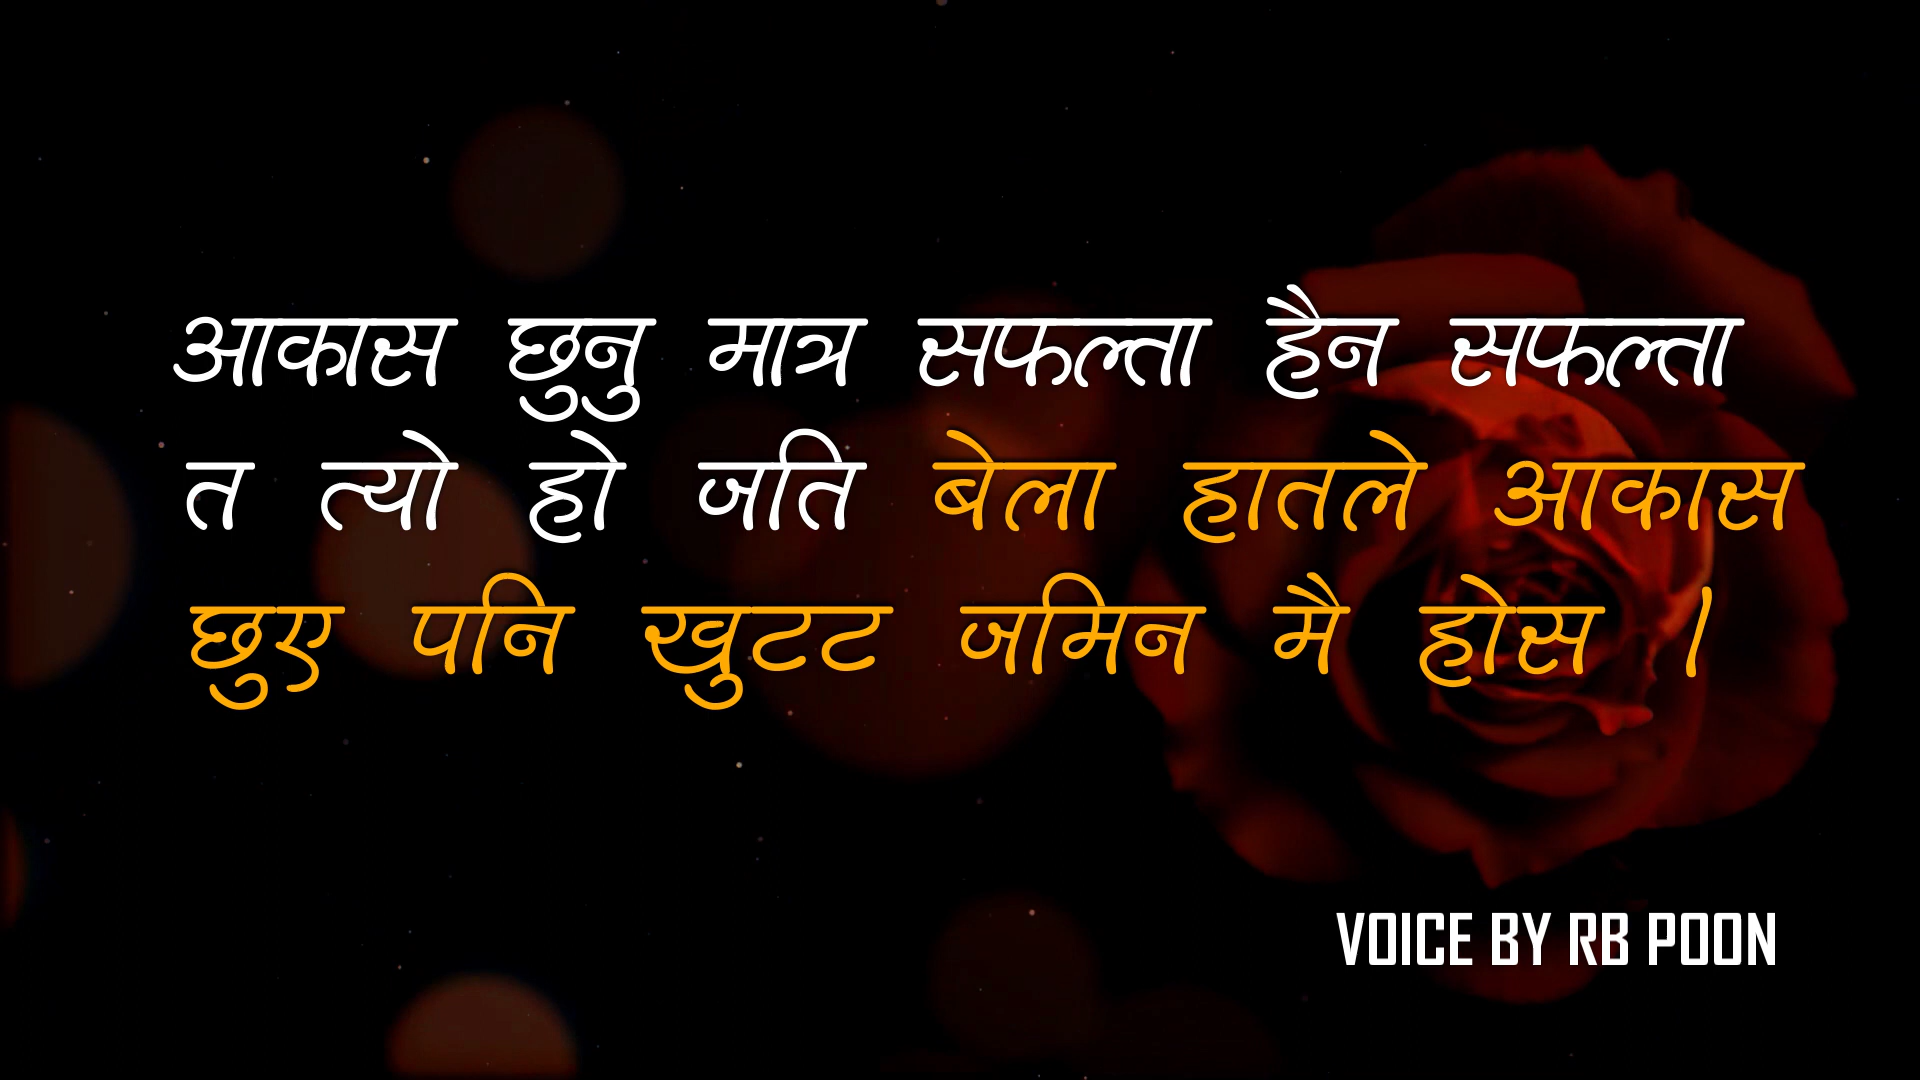 आकास छुनु मात्र सफल्ता हैन सफल्ता
त त्यो हो जति बेला हातले आकास
छुए पनि खुटट जमिन मै होस ।
VOICE BY RB POON